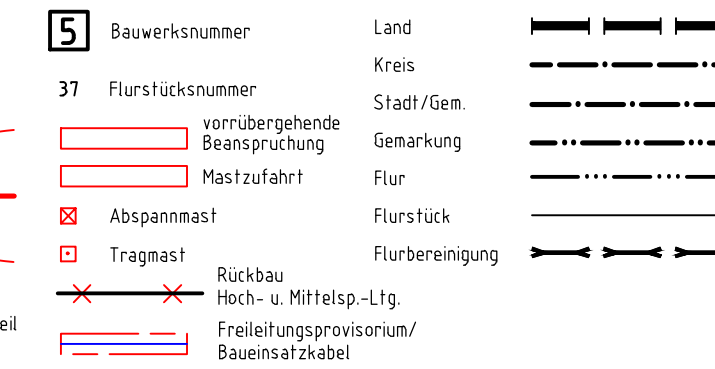 5 Bauwerksnummer
37 Flurstücksnummer
vorrübergehende
Beanspruchung
Mastzufahrt
Abspannmast
Tragmast
Rückbau
Hoch- u. Mittelsp.-Ltg.
Freileitungsprovisorium/
Baueinsatzkabel
eil
Land
Kreis
Stadt/Gem.
Gemarkung
Flur
Flurstück
Flurbereinigung